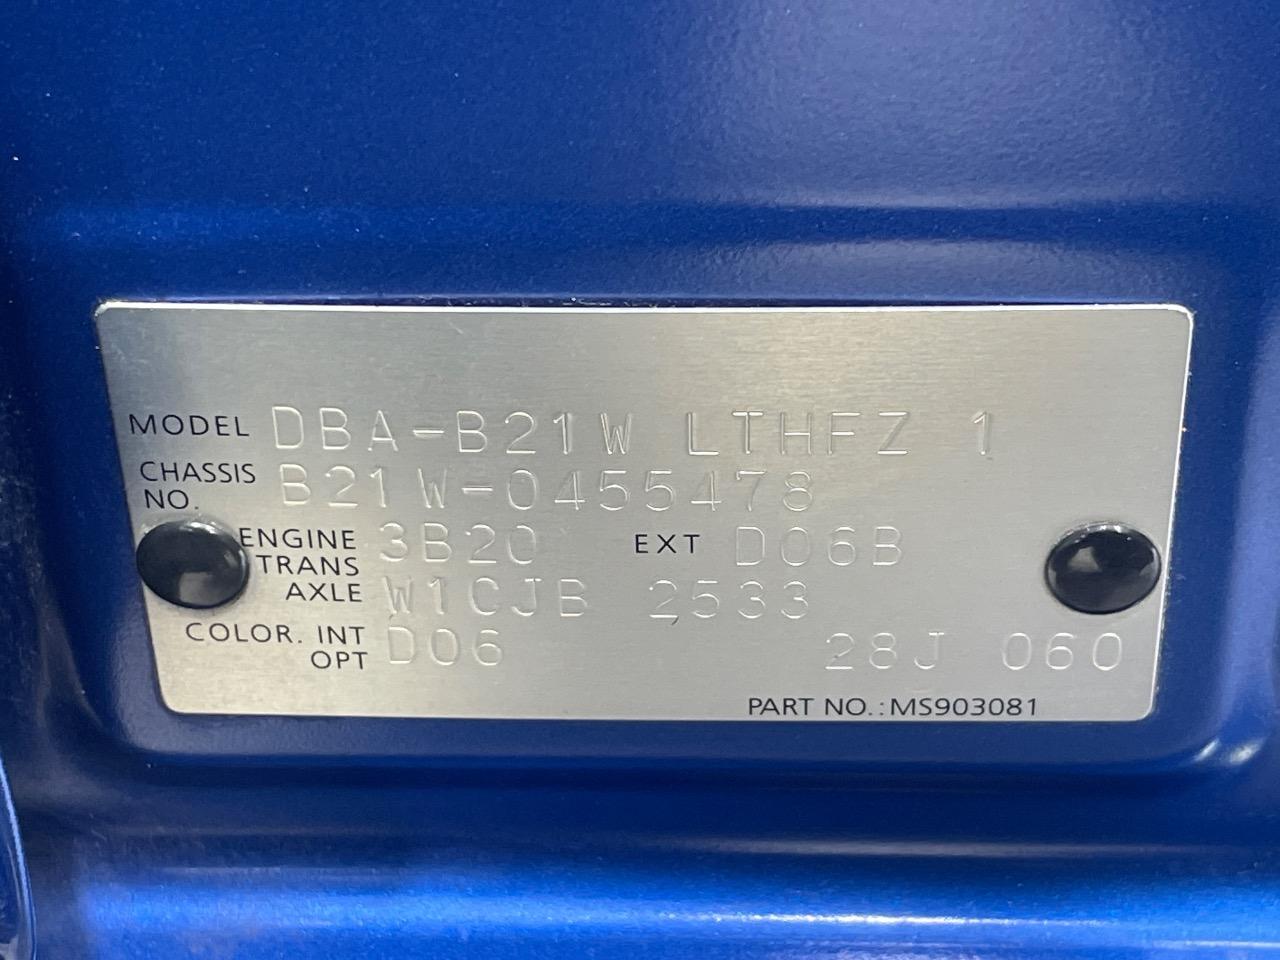 MODEL DBA-B21W LTHFZ 1
CHASSIS NO. B21W-0455478
ENGINE 3B20 EXT D06B
TRANS AXLE W1CJB 2533
COLOR. INT OPT D06 28J 060
PART NO.:MS903081